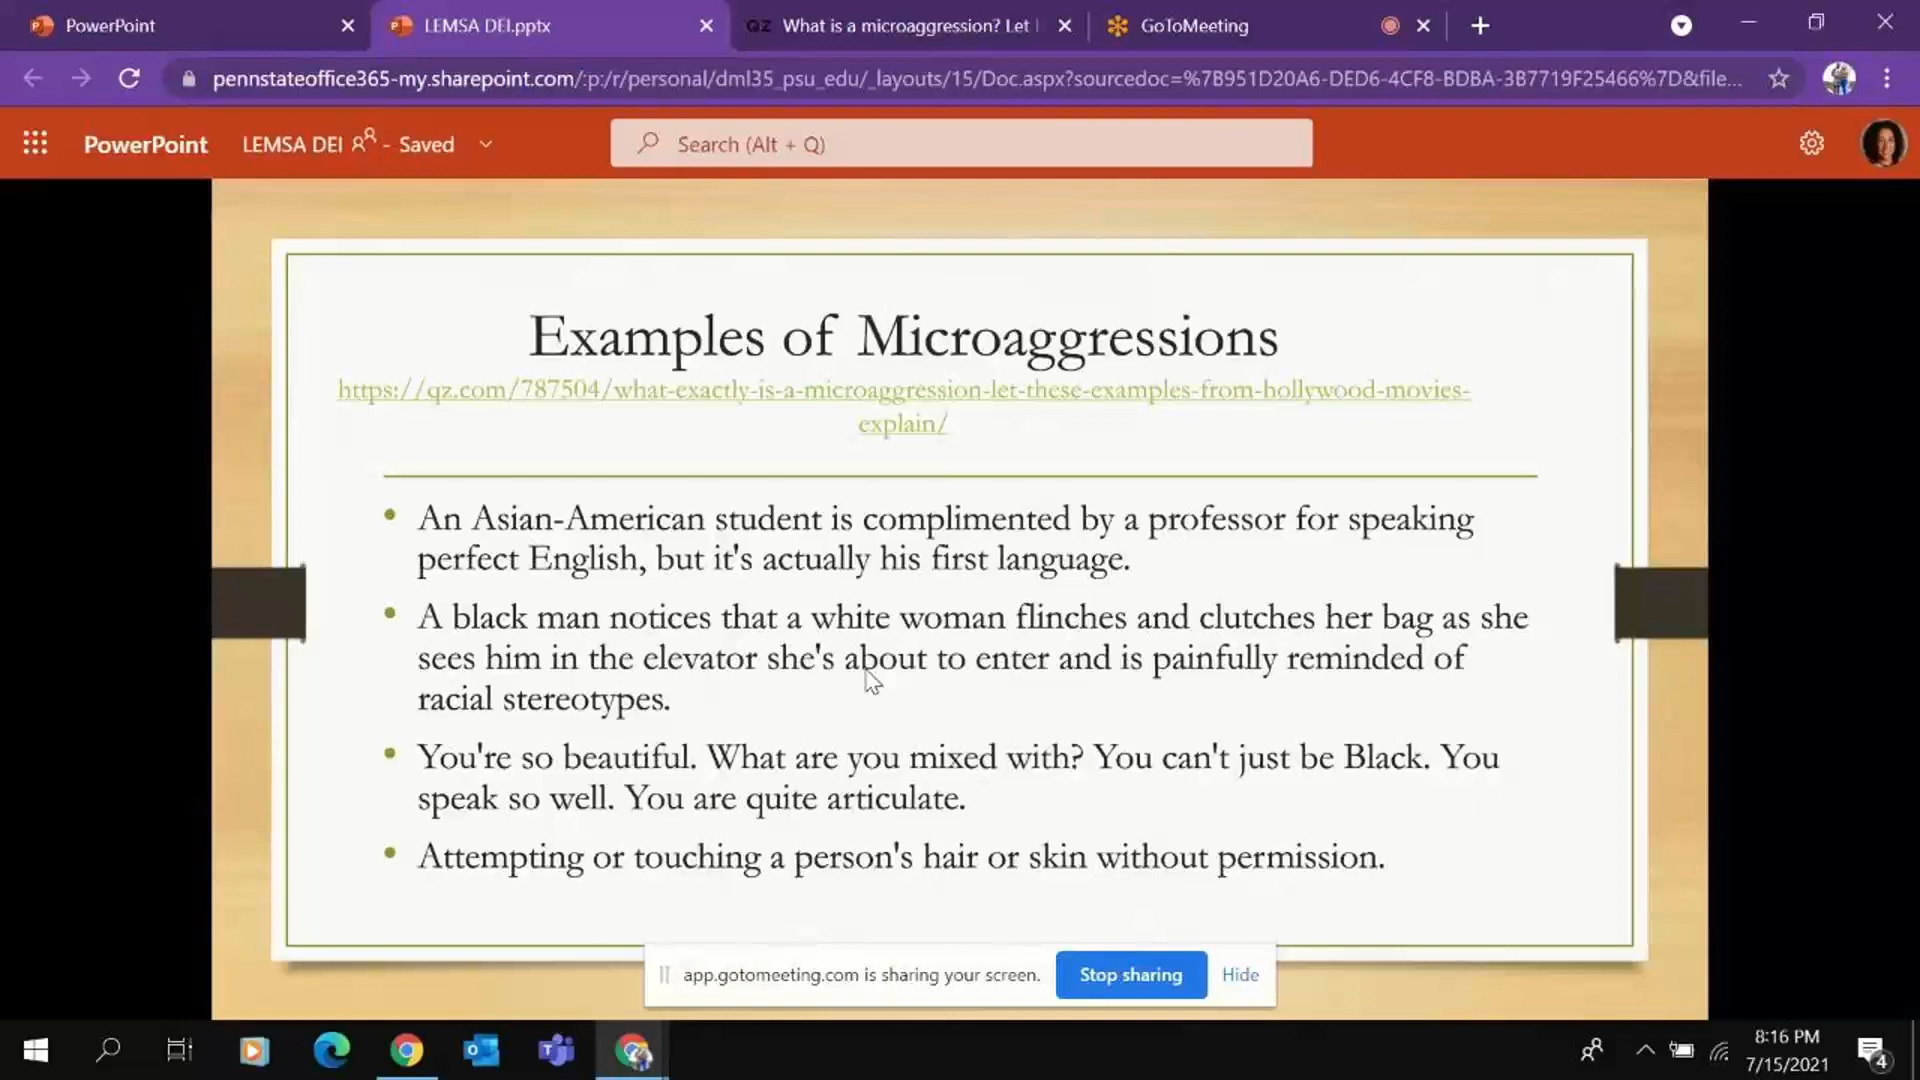 PowerPoint
LEMSA DEI.pptx
QZ What is a microaggression? Let
GoToMeeting
pennstateoffice365-my.sharepoint.com/:p:/r/personal/dml35_psu_edu/_layouts/15/Doc.aspx?sourcedoc=%7B951D20A6-DED6-4CF8-BDBA-3B7719F25466%7D&file...
PowerPoint
LEMSA DEI - Saved
Search (Alt + Q)
Examples of Microaggressions
https://qz.com/787504/what-exactly-is-a-microaggression-let-these-examples-from-hollywood-movies-
explain/
• An Asian-American student is complimented by a professor for speaking
perfect English, but it's actually his first language.
• A black man notices that a white woman flinches and clutches her bag as she
sees him in the elevator she's about to enter and is painfully reminded of
racial stereotypes.
• You're so beautiful. What are you mixed with? You can't just be Black. You
speak so well. You are quite articulate.
• Attempting or touching a person's hair or skin without permission.
app.gotomeeting.com is sharing your screen.
Stop sharing
Hide
8:16 PM
7/15/2021
4